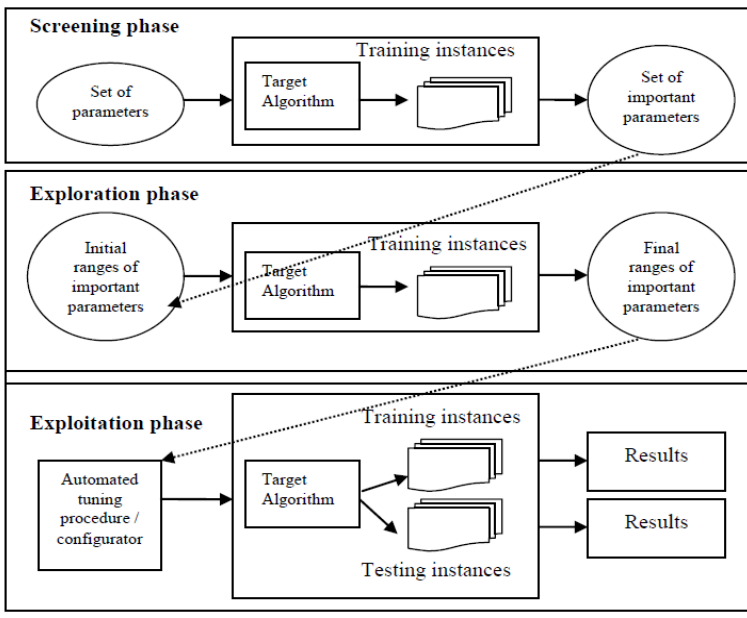 Screening phase
Set of
parameters
Training instances
Target
Algorithm
Set of
important
parameters
Exploration phase
Initial
ranges of
important
parameters
Training instances
Target
Algorithm
Final
ranges of
important
parameters
Exploitation phase
Automated
tuning
procedure /
configurator
Training instances
Target
Algorithm
Testing instances
Results
Results